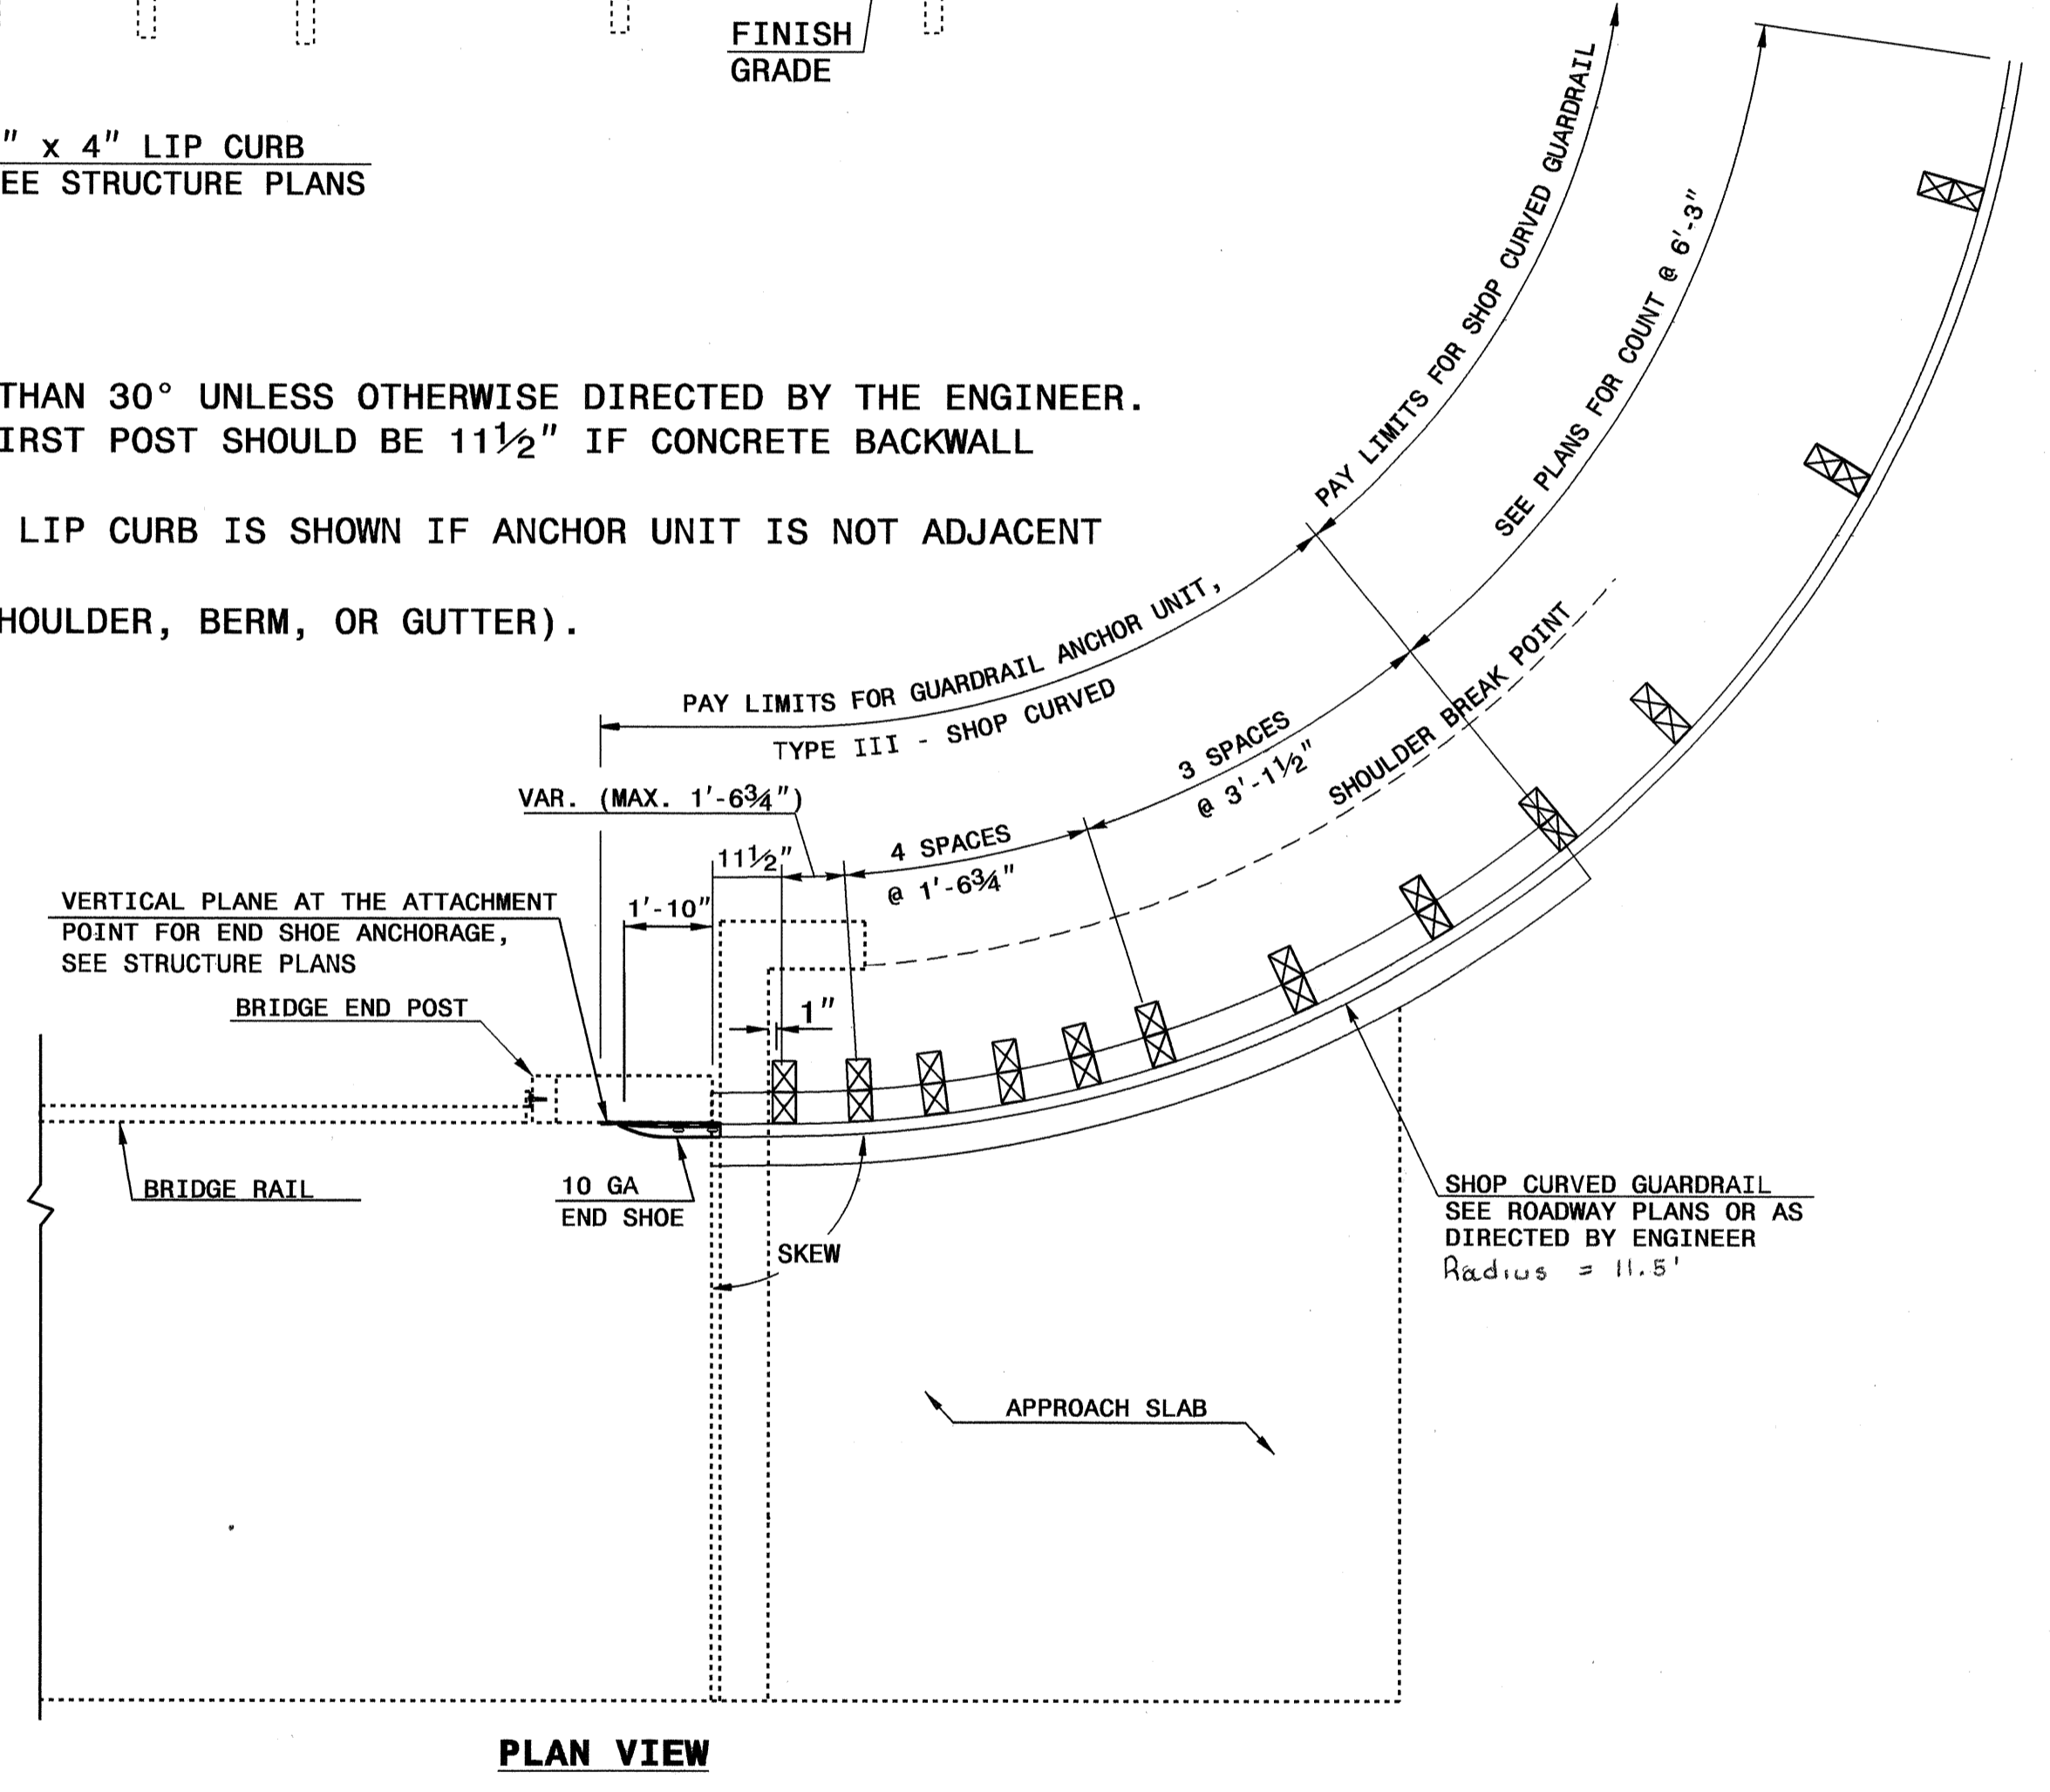 FINISH
GRADE
" x 4" LIP CURB
EE STRUCTURE PLANS
THAN 30° UNLESS OTHERWISE DIRECTED BY THE ENGINEER.
IRST POST SHOULD BE 11½" IF CONCRETE BACKWALL
LIP CURB IS SHOWN IF ANCHOR UNIT IS NOT ADJACENT
HOULDER, BERM, OR GUTTER).
PAY LIMITS FOR SHOP CURVED GUARDRAIL
SEE PLANS FOR COUNT @ 6'-3"
PAY LIMITS FOR GUARDRAIL ANCHOR UNIT,
TYPE III - SHOP CURVED
SHOULDER BREAK POINT
3 SPACES
@ 3'-1½"
VAR. (MAX. 1'-6¾")
4 SPACES
@ 1'-6¾"
11½"
1'-10"
VERTICAL PLANE AT THE ATTACHMENT
POINT FOR END SHOE ANCHORAGE,
SEE STRUCTURE PLANS
1"
BRIDGE END POST
BRIDGE RAIL
10 GA
END SHOE
SKEW
SHOP CURVED GUARDRAIL
SEE ROADWAY PLANS OR AS
DIRECTED BY ENGINEER
Radius = 11.5'
APPROACH SLAB
PLAN VIEW